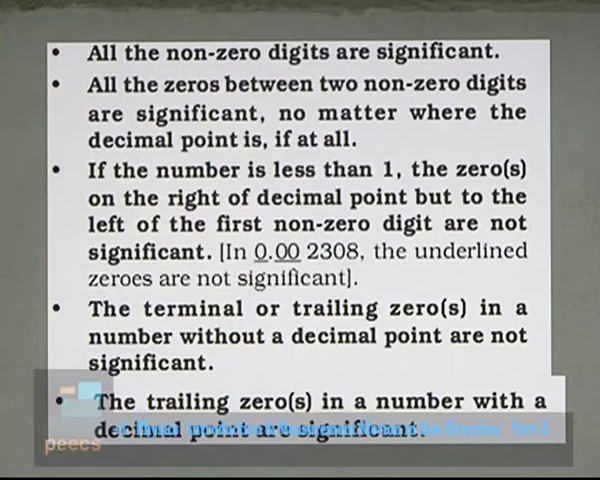 • All the non-zero digits are significant.
• All the zeros between two non-zero digits
are significant, no matter where the
decimal point is, if at all.
• If the number is less than 1, the zero(s)
on the right of decimal point but to the
left of the first non-zero digit are not
significant. [In 0.00 2308, the underlined
zeroes are not significant].
• The terminal or trailing zero(s) in a
number without a decimal point are not
significant.
• The trailing zero(s) in a number with a
decimal point are significant.
peecs